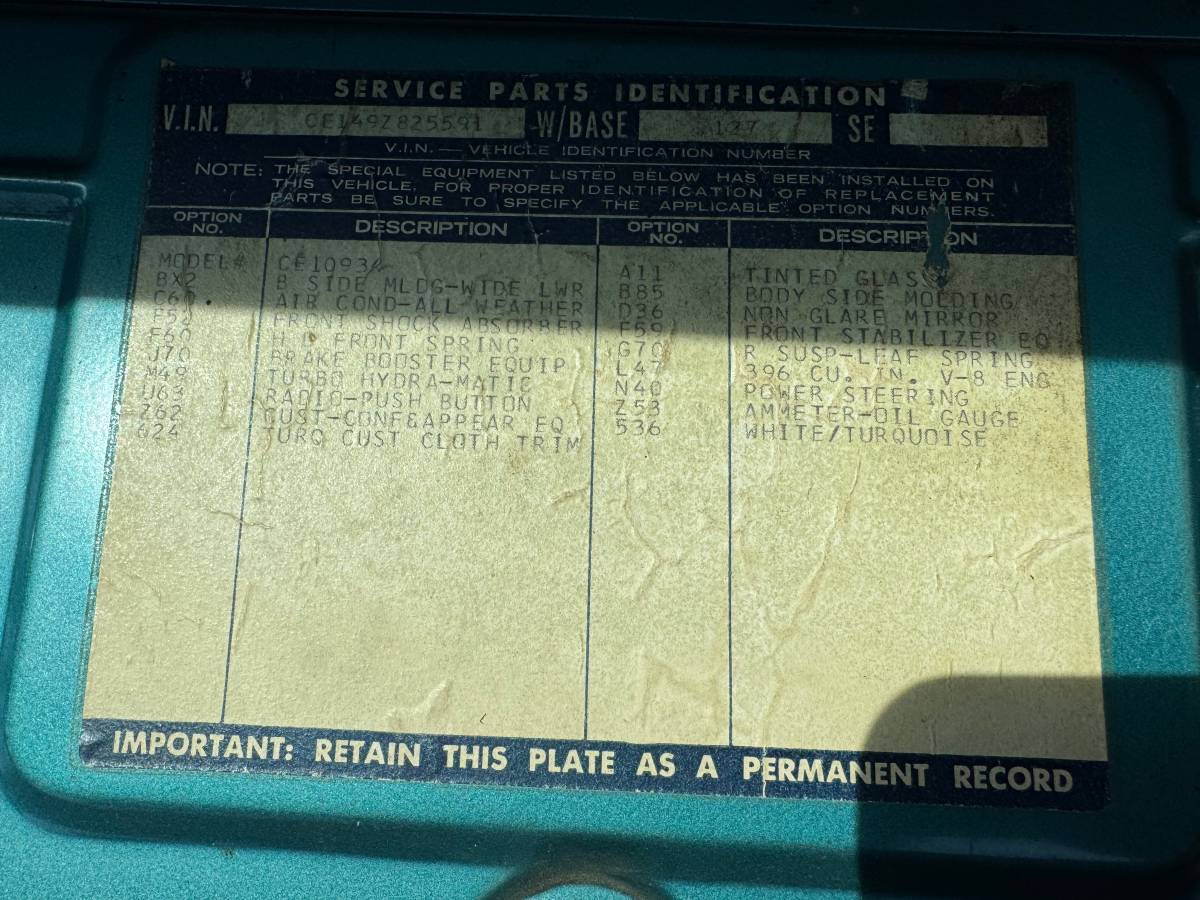 SERVICE PARTS IDENTIFICATION
V.I.N. CE149Z825591 W/BASE 127 SE
V.I.N. — VEHICLE IDENTIFICATION NUMBER
NOTE: THE SPECIAL EQUIPMENT LISTED BELOW HAS BEEN INSTALLED ON
THIS VEHICLE. FOR PROPER IDENTIFICATION OF REPLACEMENT
PARTS BE SURE TO SPECIFY THE APPLICABLE OPTION NUMBERS.
OPTION NO. DESCRIPTION OPTION NO. DESCRIPTION
MODEL# CE10934 A11 TINTED GLASS
BX2 B SIDE MLDG-WIDE LWR B85 BODY SIDE MOLDING
C60 AIR COND-ALL WEATHER D36 NON GLARE MIRROR
F52 FRONT SHOCK ABSORBER F59 FRONT STABILIZER EQ
F60 H D FRONT SPRING G70 R SUSP-LEAF SPRING
J70 BRAKE BOOSTER EQUIP L47 396 CU. IN. V-8 ENG
M49 TURBO HYDRA-MATIC N40 POWER STEERING
U63 RADIO-PUSH BUTTON Z53 AMMETER-OIL GAUGE
Z62 CUST-CONF&APPEAR EQ 536 WHITE/TURQUOISE
624 TURQ CUST CLOTH TRIM
IMPORTANT: RETAIN THIS PLATE AS A PERMANENT RECORD